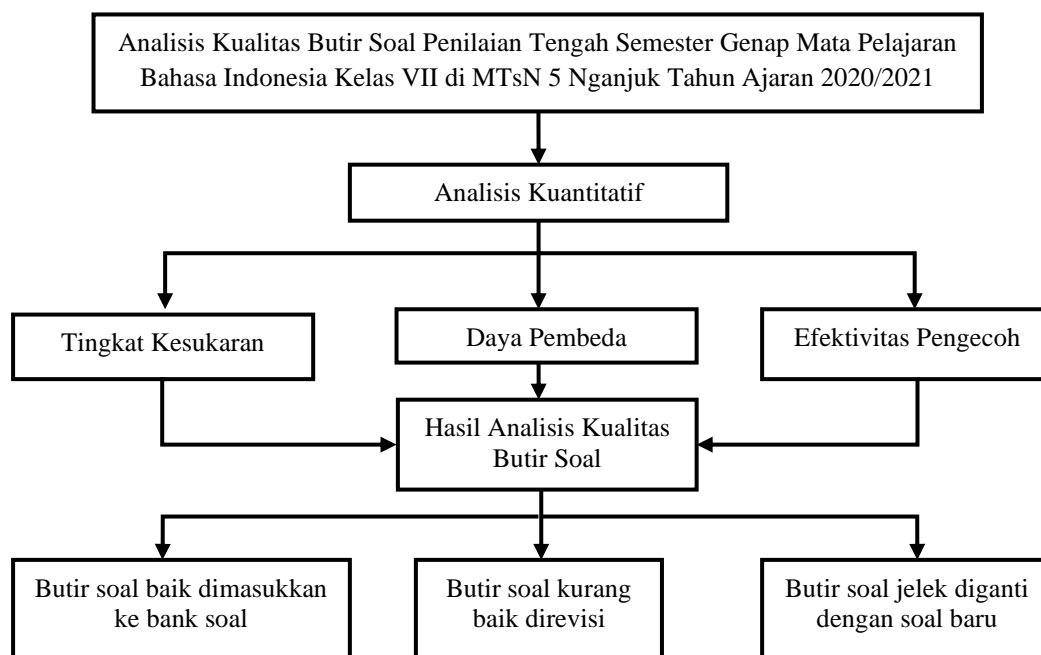 Analisis Kualitas Butir Soal Penilaian Tengah Semester Genap Mata Pelajaran
Bahasa Indonesia Kelas VII di MTsN 5 Nganjuk Tahun Ajaran 2020/2021
Analisis Kuantitatif
Tingkat Kesukaran
Daya Pembeda
Efektivitas Pengecoh
Hasil Analisis Kualitas
Butir Soal
Butir soal baik dimasukkan
ke bank soal
Butir soal kurang
baik direvisi
Butir soal jelek diganti
dengan soal baru